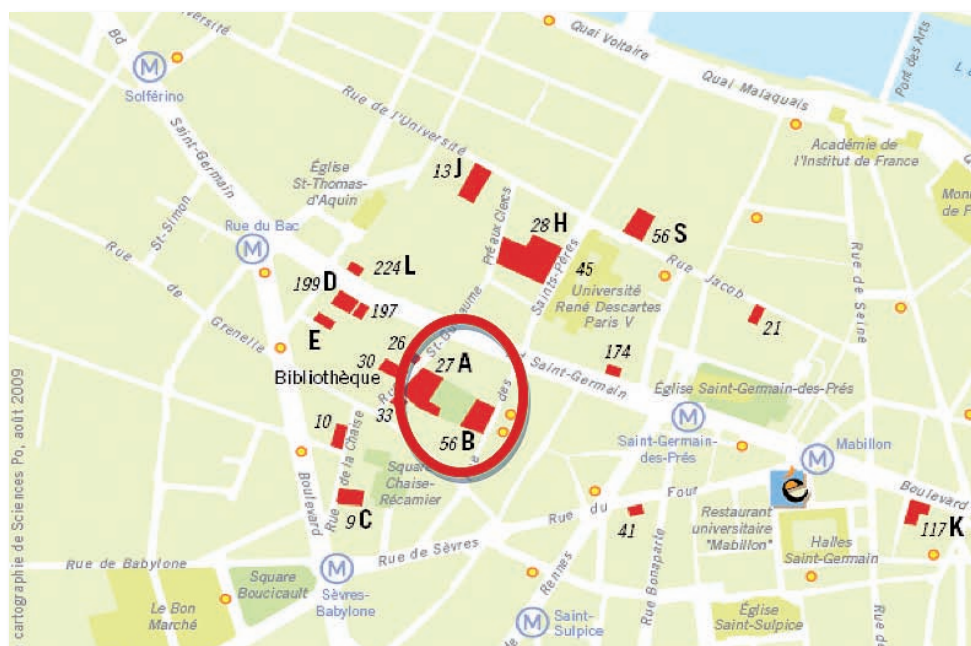 Quai Voltaire
Pont des Arts
Quai Malaquais
Bd
M
Solférino
Université
Rue de l'Université
Académie de
l'Institut de France
Saint-Germain
Église
St-Thomas-
d'Aquin
13 J
Pré aux Clercs
28 H
Saints-Pères
56 S
Rue Jacob
Rue de Seine
St-Simon
Rue du Bac
M
224 L
45
Université
René Descartes
Paris V
Rue de
Grenelle
199 D
197
E
26
30
Bibliothèque
27 A
33
56 B
des
Saint-Germain
174
21
Église Saint-Germain-des-Prés
M
Saint-Germain-
des-Prés
M
Mabillon
10
Rue de la Chaise
Square
Chaise-
Récamier
9 C
Boulevard
Rue du Four
41
é
Restaurant
universitaire
"Mabillon"
Boulevard
117 K
Halles
Saint-Germain
Rue de Sèvres
Rue de Babylone
M
Sèvres-
Babylone
Square
Boucicault
Le Bon
Marché
Rennes
de
Rue Bonaparte
M
Saint-
Sulpice
Église
Saint-Sulpice
Rue de
cartographie de Sciences Po, août 2009